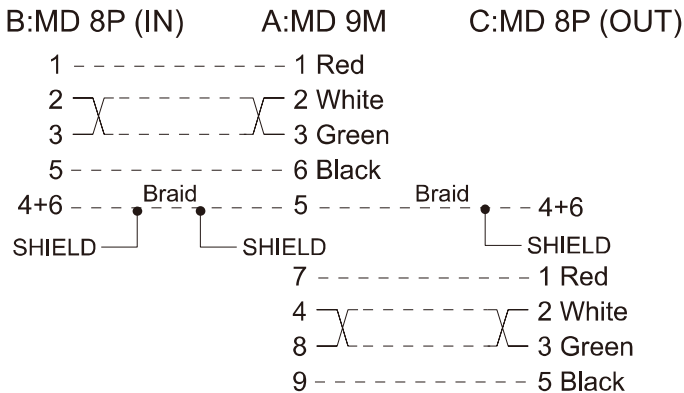 B:MD 8P (IN) A:MD 9M C:MD 8P (OUT)
1 1 Red
2 2 White
3 3 Green
5 6 Black
4+6 Braid 5 Braid 4+6
SHIELD SHIELD SHIELD
7 1 Red
4 2 White
8 3 Green
9 5 Black